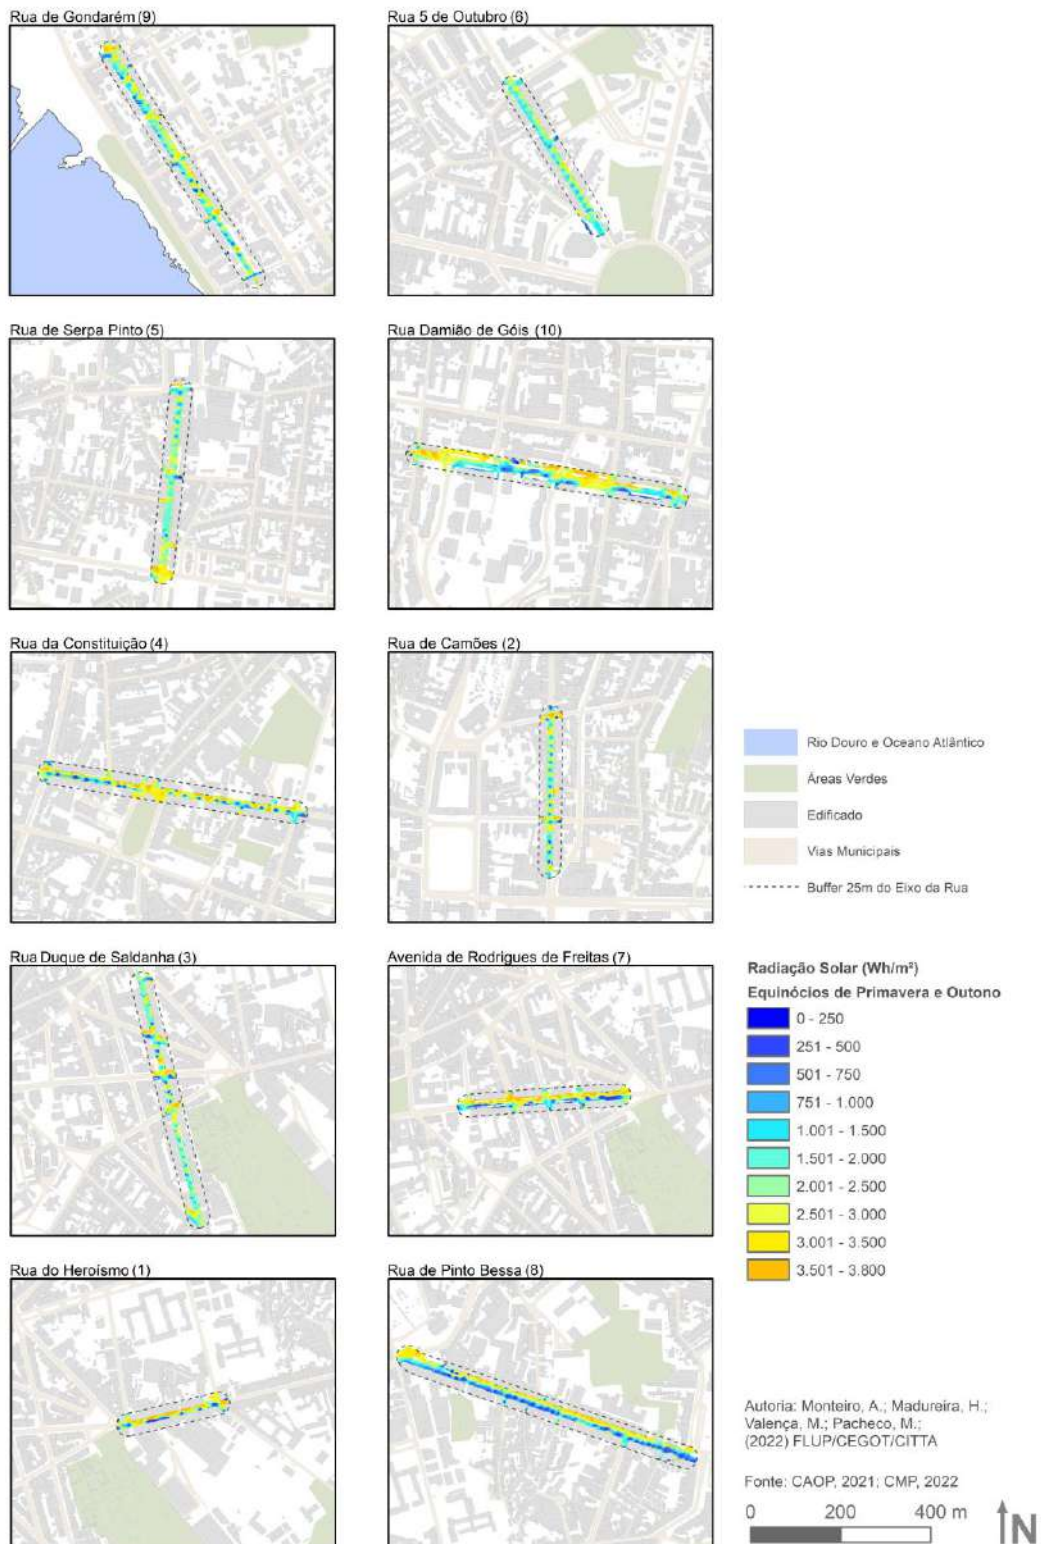 Rua de Gondarém (9)
Rua 5 de Outubro (6)
Rua de Serpa Pinto (5)
Rua Damião de Góis (10)
Rua da Constituição (4)
Rua de Camões (2)
Rio Douro e Oceano Atlântico
Áreas Verdes
Edificado
Vias Municipais
Buffer 25m do Eixo da Rua
Rua Duque de Saldanha (3)
Avenida de Rodrigues de Freitas (7)
Radiação Solar (Wh/m²)
Equinócios de Primavera e Outono
0 - 250
251 - 500
501 - 750
751 - 1.000
1.001 - 1.500
1.501 - 2.000
2.001 - 2.500
2.501 - 3.000
3.001 - 3.500
3.501 - 3.800
Rua do Heroísmo (1)
Rua de Pinto Bessa (8)
Autoria: Monteiro, A.; Madureira, H.;
Valença, M.; Pacheco, M.;
(2022) FLUP/CEGOT/CITTA
Fonte: CAOP, 2021; CMP, 2022
0 200 400 m
N